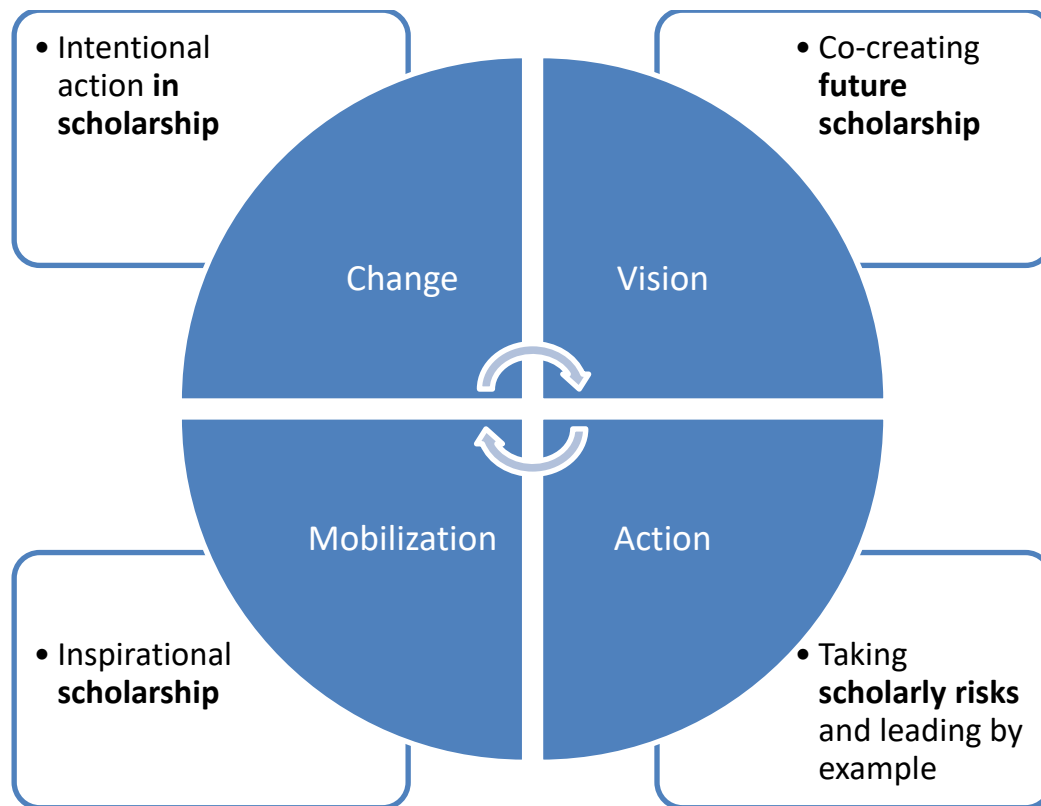 • Intentional
action in
scholarship
• Co-creating
future
scholarship
Change
Vision
Mobilization
Action
• Inspirational
scholarship
• Taking
scholarly risks
and leading by
example